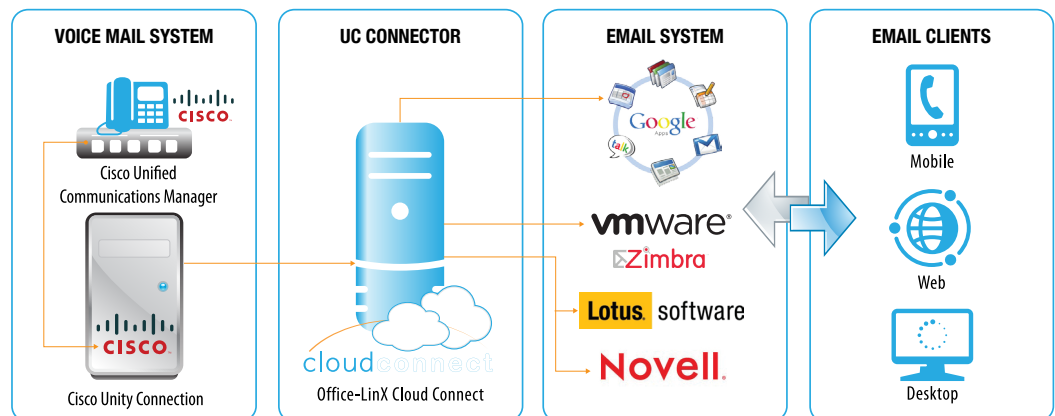 VOICE MAIL SYSTEM
CISCO.
Cisco Unified
Communications Manager
CISCO.
Cisco Unity Connection
UC CONNECTOR
cloudconnect
Office-LinX Cloud Connect
EMAIL SYSTEM
Google
Apps
talk
vmware®
Zimbra
Lotus. software
Novell.
EMAIL CLIENTS
Mobile
Web
Desktop